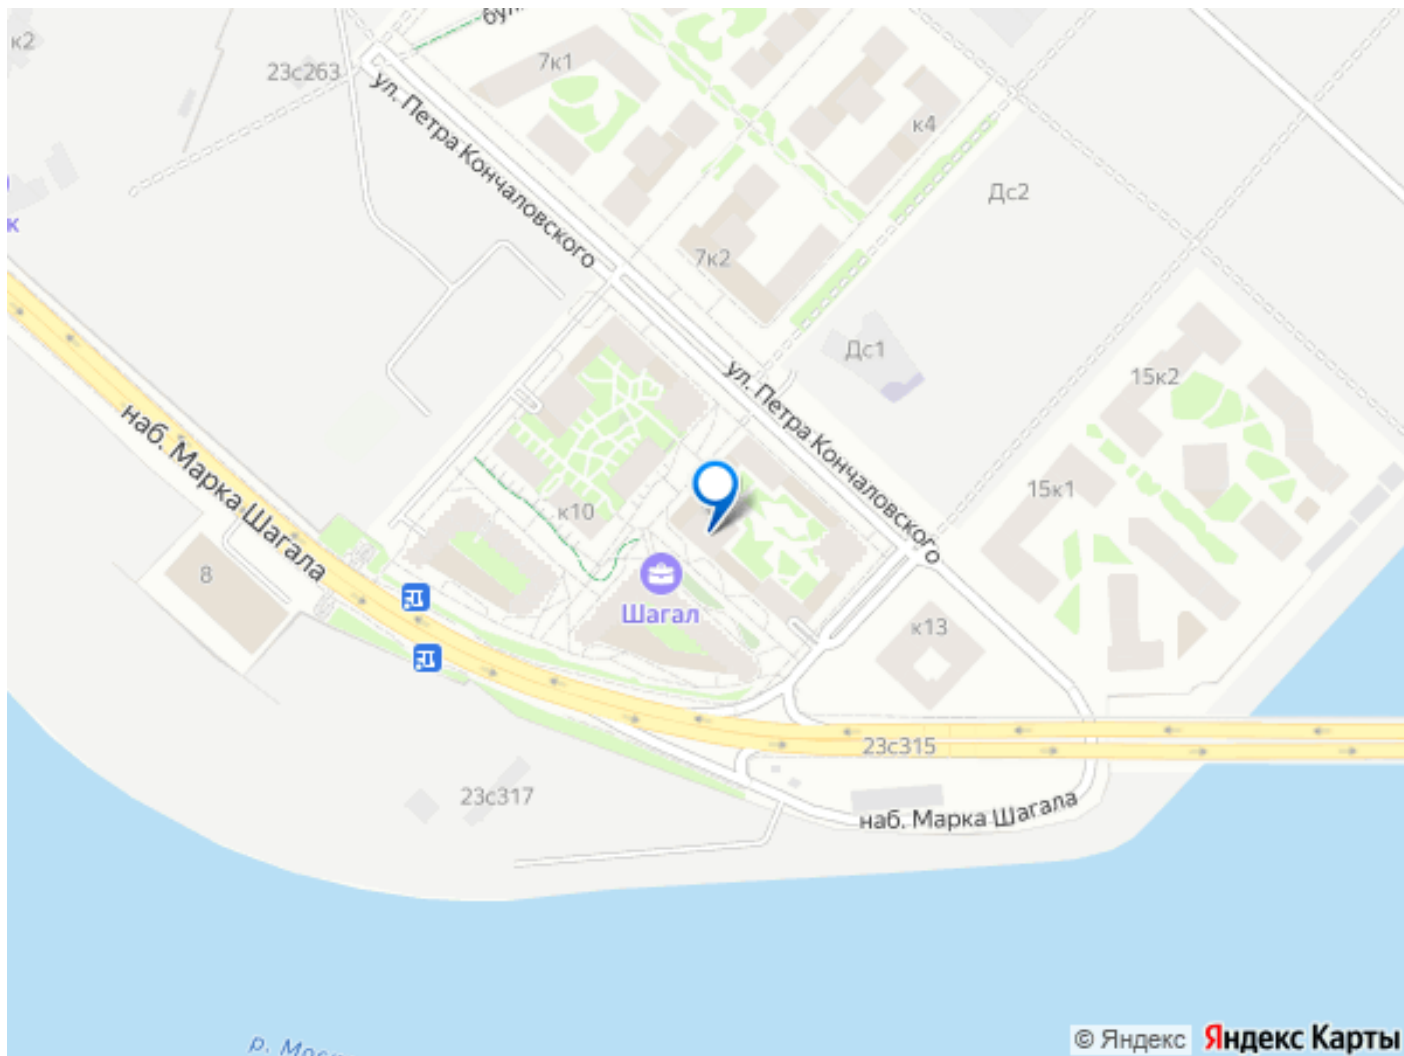 к2
23с263
7к1
ул. Петра Кончаловского
к4
Дс2
7к2
к
Дс1
ул. Петра Кончаловского
15к2
наб. Марка Шагала
15к1
к10
8
Шагал
к13
23с315
23с317
наб. Марка Шагала
© Яндекс Яндекс Карты